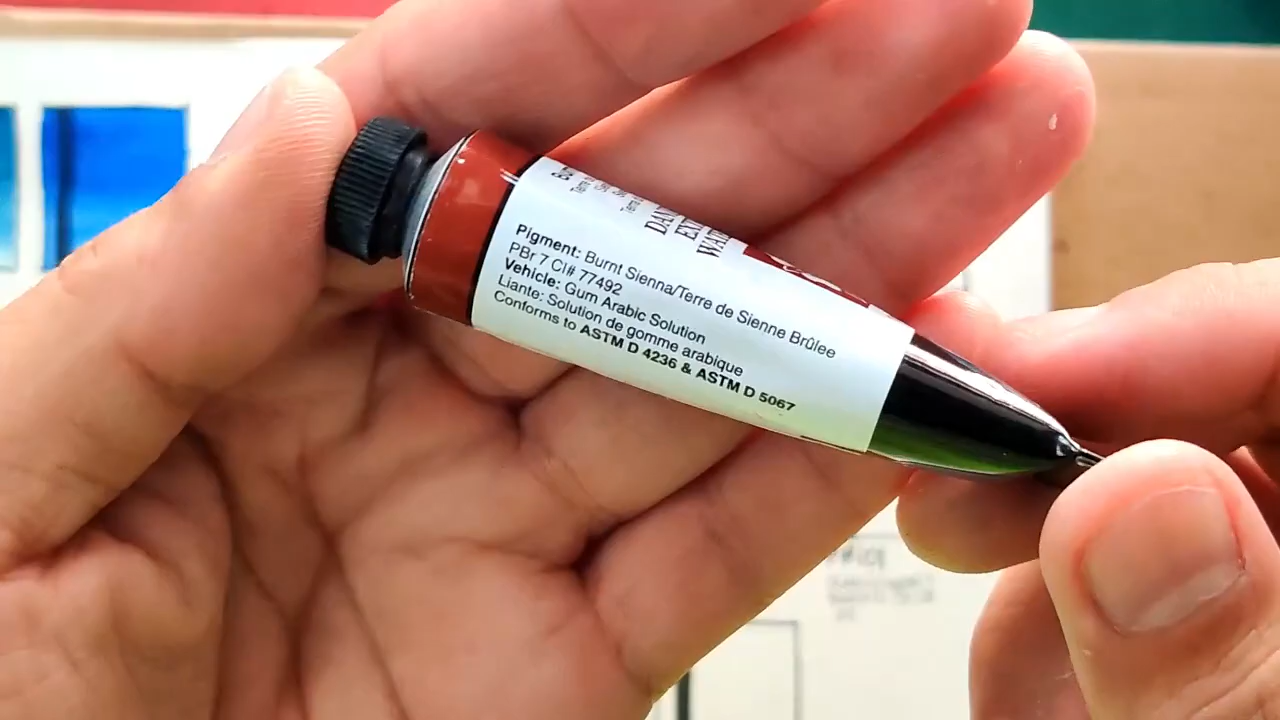 Pigment: Burnt Sienna/Terre de Sienne Brûlee
PBr 7 CI# 77492
Vehicle: Gum Arabic Solution
Liante: Solution de gomme arabique
Conforms to ASTM D 4236 & ASTM D 5067